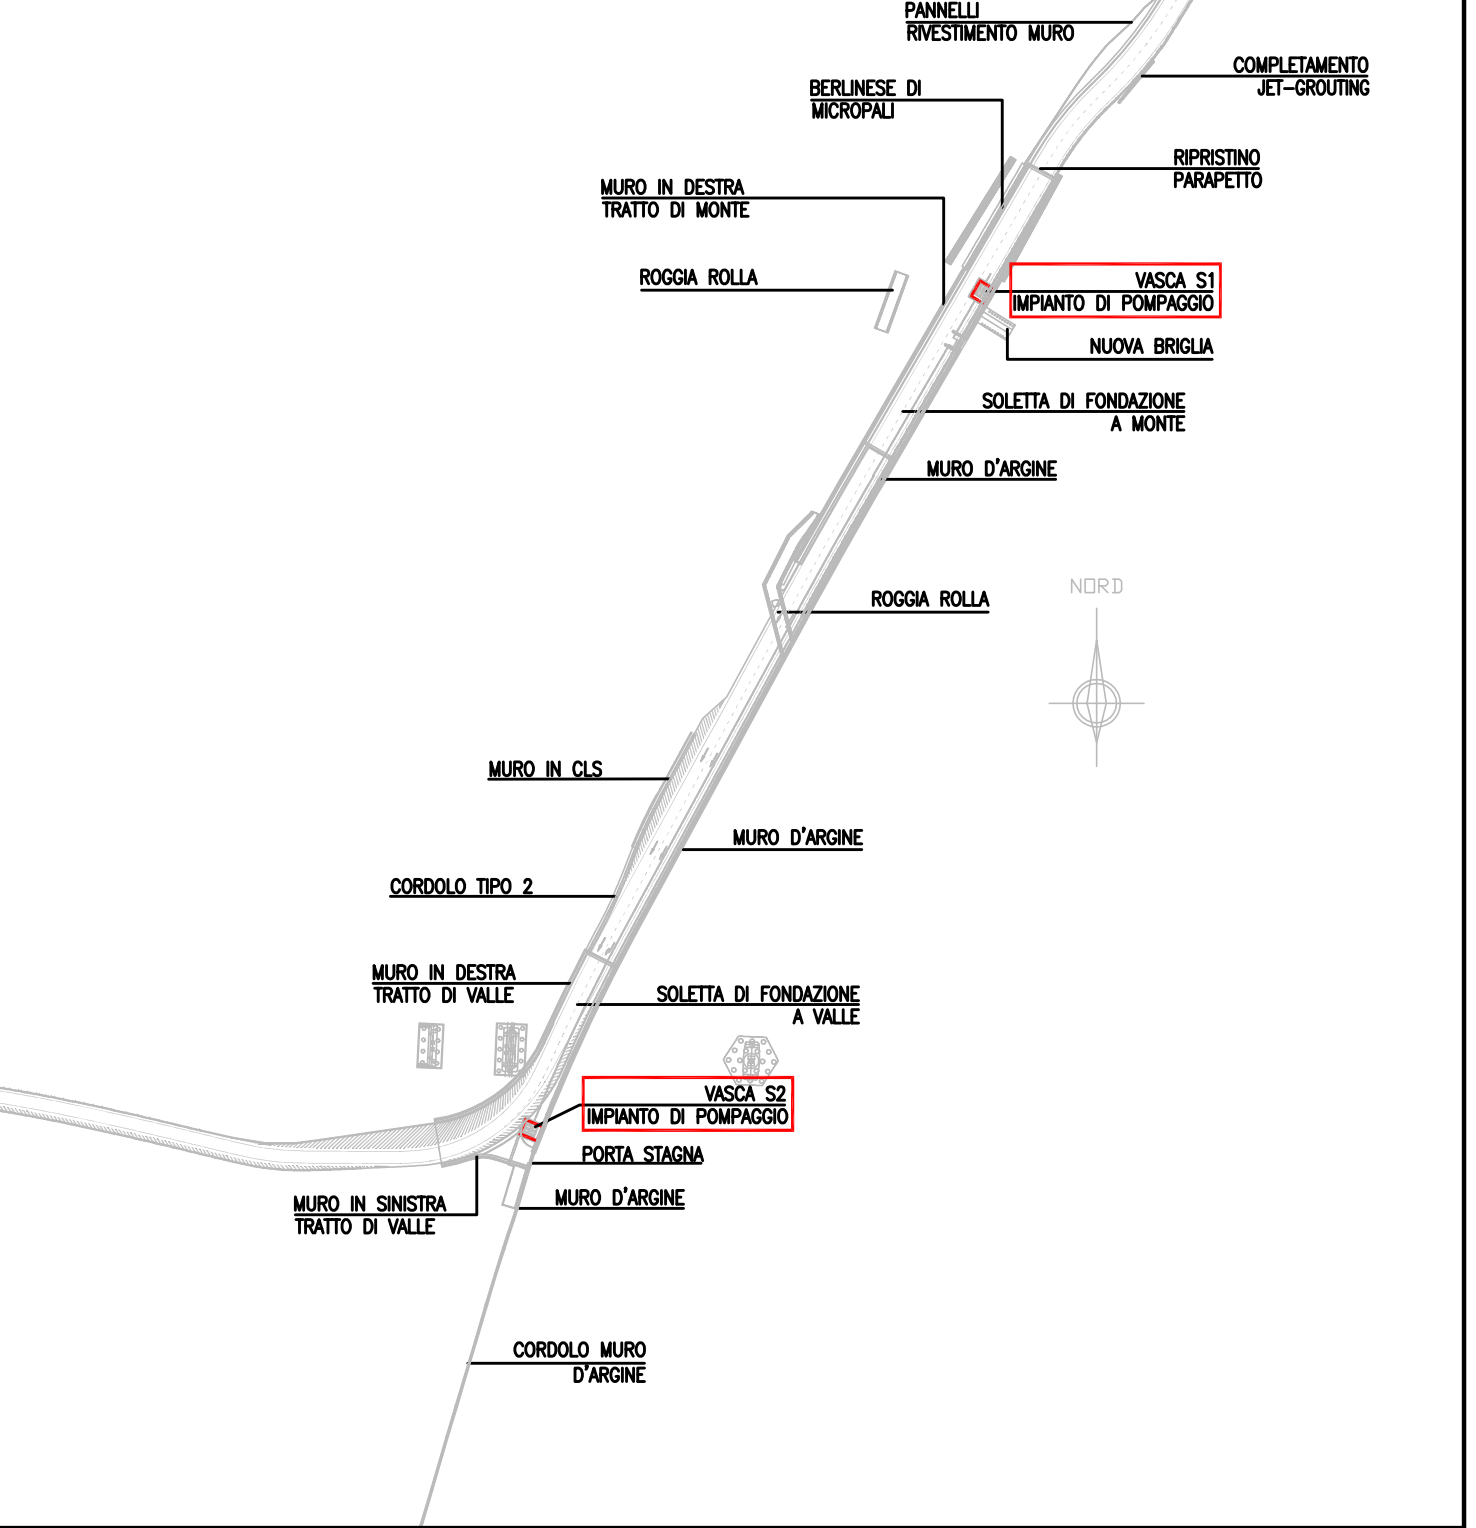 PANNELLI
RIVESTIMENTO MURO
COMPLETAMENTO
JET-GROUTING
BERLINESE DI
MICROPALI
RIPRISTINO
PARAPETTO
MURO IN DESTRA
TRATTO DI MONTE
ROGGIA ROLLA
VASCA S1
IMPIANTO DI POMPAGGIO
NUOVA BRIGLIA
SOLETTA DI FONDAZIONE
A MONTE
MURO D'ARGINE
NORD
ROGGIA ROLLA
MURO IN CLS
MURO D'ARGINE
CORDOLO TIPO 2
MURO IN DESTRA
TRATTO DI VALLE
SOLETTA DI FONDAZIONE
A VALLE
VASCA S2
IMPIANTO DI POMPAGGIO
PORTA STAGNA
MURO D'ARGINE
MURO IN SINISTRA
TRATTO DI VALLE
CORDOLO MURO
D'ARGINE